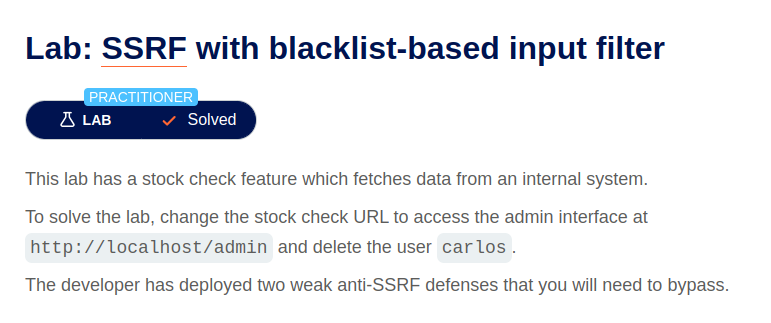 Lab: SSRF with blacklist-based input filter
PRACTITIONER
LAB Solved
This lab has a stock check feature which fetches data from an internal system.
To solve the lab, change the stock check URL to access the admin interface at
http://localhost/admin and delete the user carlos.
The developer has deployed two weak anti-SSRF defenses that you will need to bypass.